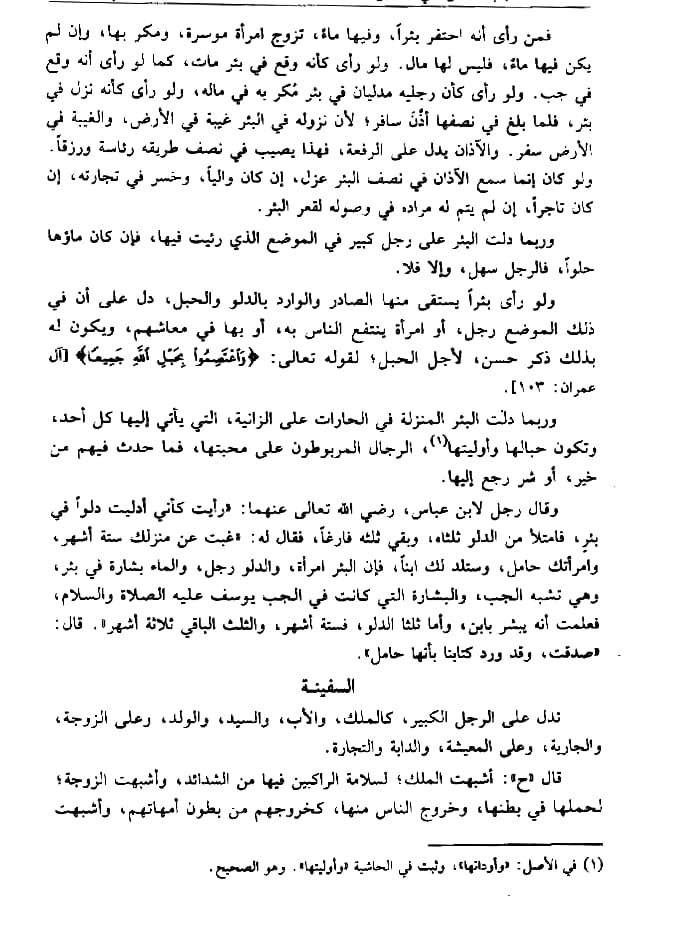 فمن رأى أنه احتفر بئراً، وفيها ماء، تزوج امرأة موسرة، ومكر بها، وإن لم
يكن فيها ماء، فليس لها مال. ولو رأى كأنه وقع في بئر مات، كما لو رأى أنه وقع
في جب. ولو رأى كأن رجليه مدليان في بئر مُكر به في ماله، ولو رأى كأنه نزل في
بئر، فلما بلغ في نصفها أذَّنَ سافر؛ لأن نزوله في البئر غيبة في الأرض، والغيبة في
الأرض سفر. والآذان يدل على الرفعة، فهذا يصيب في نصف طريقه رئاسة ورزقاً.
ولو كان إنما سمع الآذان في نصف البئر عزل، إن كان والياً، وخسر في تجارته، إن
كان تاجراً، إن لم يتم له مراده في وصوله لقعر البئر.
وربما دلت البئر على رجل كبير في الموضع الذي رئيت فيها، فإن كان ماؤها
حلواً، فالرجل سهل، وإلا فلا.
ولو رأى بئراً يستقى منها الصادر والوارد بالدلو والحبل، دل على أن في
ذلك الموضع رجل، أو امرأة ينتفع الناس به، أو بها في معاشهم، ويكون له
بذلك ذكر حسن، لأجل الحبل؛ لقوله تعالى: ﴿وَاعْتَصِمُوا بِحَبْلِ اللَّهِ جَمِيعًا﴾ [آل
عمران: ١٠٣].
وربما دلت البئر المنزلة في الحارات على الزانية، التي يأتي إليها كل أحد،
وتكون حبالها وأوليتها(١)، الرجال المربوطون على محبتها، فما حدث فيهم من
خير، أو شر رجع إليها.
وقال رجل لابن عباس، رضي الله تعالى عنهما: «رأيت كأني أدليت دلواً في
بئرٍ، فامتلأ من الدلو ثلثاه، وبقي ثلثه فارغاً، فقال له: «غبت عن منزلك ستة أشهر،
وامرأتك حامل، وستلد لك ابناً، فإن البئر امرأة، والدلو رجل، والماء بشارة في بئر،
وهي تشبه الجب، والبشارة التي كانت في الجب يوسف عليه الصلاة والسلام،
فعلمت أنه يبشر بابن، وأما ثلثا الدلو، فستة أشهر، والثلث الباقي ثلاثة أشهر». قال:
«صدقت، وقد ورد كتابنا بأنها حامل».
السفينة
تدل على الرجل الكبير، كالملك، والأب، والسيد، والولد، وعلى الزوجة،
والجارية، وعلى المعيشة، والدابة والتجارة.
قال «ح»: أشبهت الملك؛ لسلامة الراكبين فيها من الشدائد، وأشبهت الزوجة؛
لحملها في بطنها، وخروج الناس منها، كخروجهم من بطون أمهاتهم، وأشبهت
(١) في الأصل: «وأوتانها»، وثبت في الحاشية «وأوليتها». وهو الصحيح.